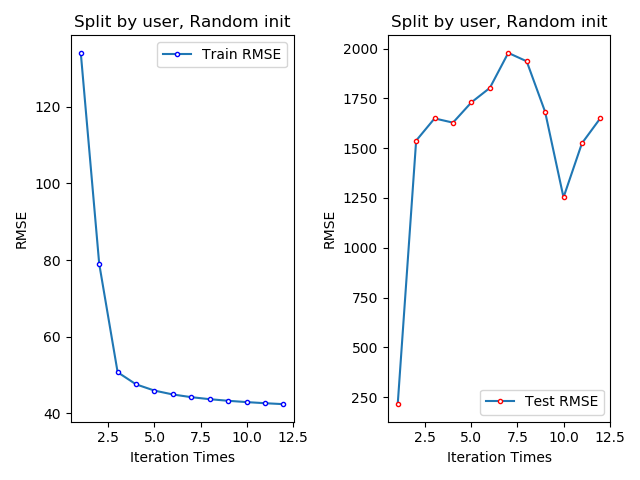 Split by user, Random init
Train RMSE
120
100
80
60
40
RMSE
2.5 5.0 7.5 10.0 12.5
Iteration Times
Split by user, Random init
2000
1750
1500
1250
1000
750
500
250
RMSE
Test RMSE
2.5 5.0 7.5 10.0 12.5
Iteration Times